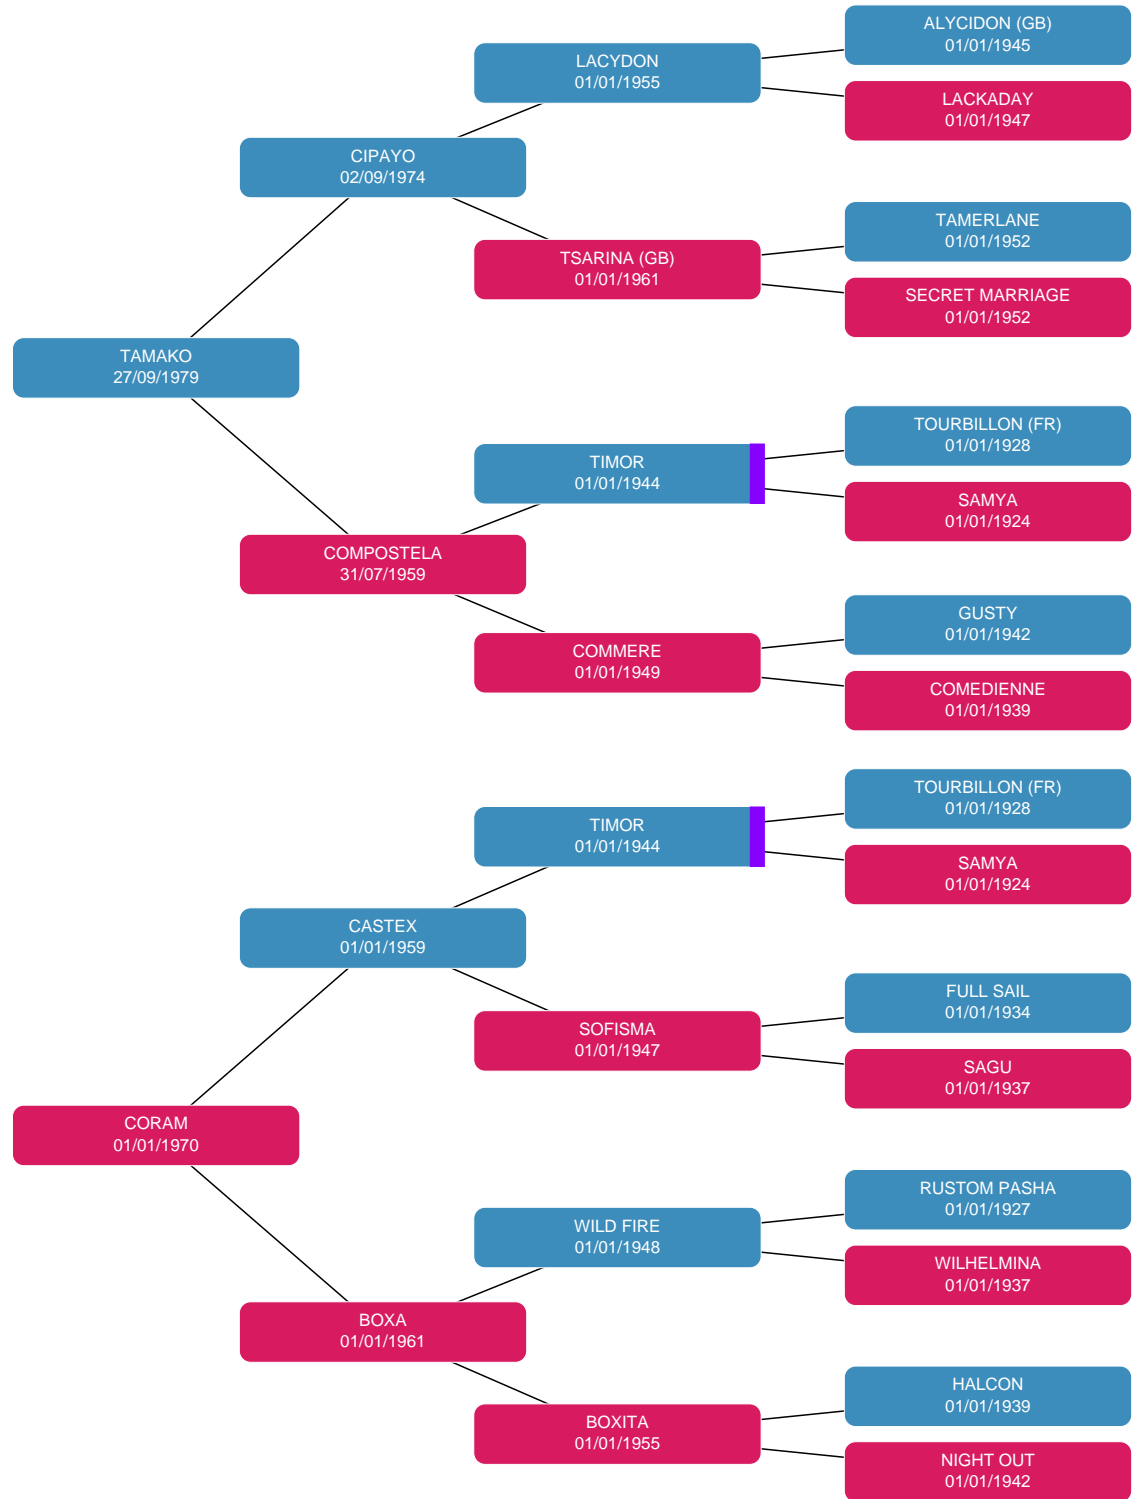 ALYCIDON (GB)
01/01/1945
LACYDON
01/01/1955
LACKADAY
01/01/1947
CIPAYO
02/09/1974
TAMERLANE
01/01/1952
TSARINA (GB)
01/01/1961
SECRET MARRIAGE
01/01/1952
TAMAKO
27/09/1979
TOURBILLON (FR)
01/01/1928
TIMOR
01/01/1944
SAMYA
01/01/1924
COMPOSTELA
31/07/1959
GUSTY
01/01/1942
COMMERE
01/01/1949
COMEDIENNE
01/01/1939
TOURBILLON (FR)
01/01/1928
TIMOR
01/01/1944
SAMYA
01/01/1924
CASTEX
01/01/1959
FULL SAIL
01/01/1934
SOFISMA
01/01/1947
SAGU
01/01/1937
CORAM
01/01/1970
RUSTOM PASHA
01/01/1927
WILD FIRE
01/01/1948
WILHELMINA
01/01/1937
BOXA
01/01/1961
HALCON
01/01/1939
BOXITA
01/01/1955
NIGHT OUT
01/01/1942